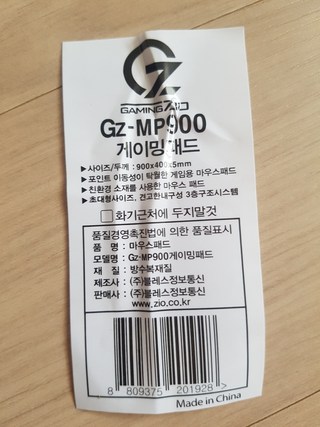 GZ
GAMING ZIO
Gz-MP900
게이밍패드
▶사이즈/두께 : 900x400x5mm
▶포인트 이동성이 탁월한 게임용 마우스패드
▶친환경 소재를 사용한 마우스 패드
▶초대형사이즈, 견고한내구성 3층구조시스템
□ 화기근처에 두지말것
품질경영촉진법에 의한 품질표시
품 명 : 마우스패드
모델명 : Gz-MP900게이밍패드
재 질 : 방수복재질
제조사 : (주)블레스정보통신
판매사 : (주)블레스정보통신
www.zio.co.kr
8 809375 201928 >
Made in China